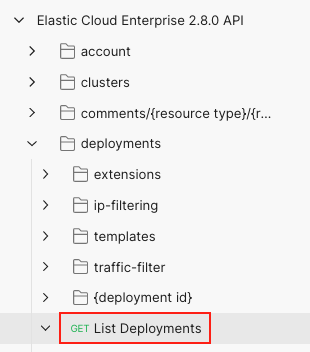 Elastic Cloud Enterprise 2.8.0 API
account
clusters
comments/{resource type}/{r...
deployments
extensions
ip-filtering
templates
traffic-filter
{deployment id}
GET List Deployments